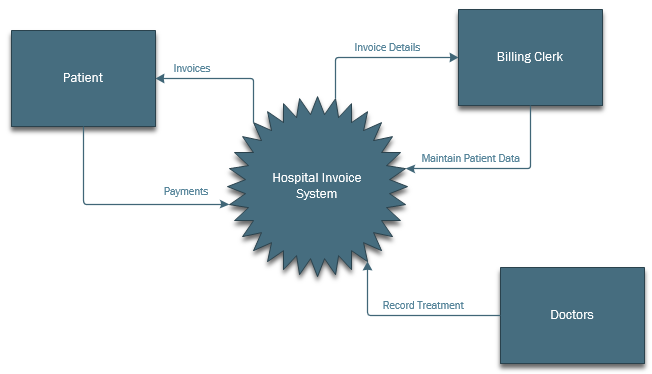 Invoice Details
Billing Clerk
Patient
Invoices
Maintain Patient Data
Hospital Invoice
System
Payments
Record Treatment
Doctors